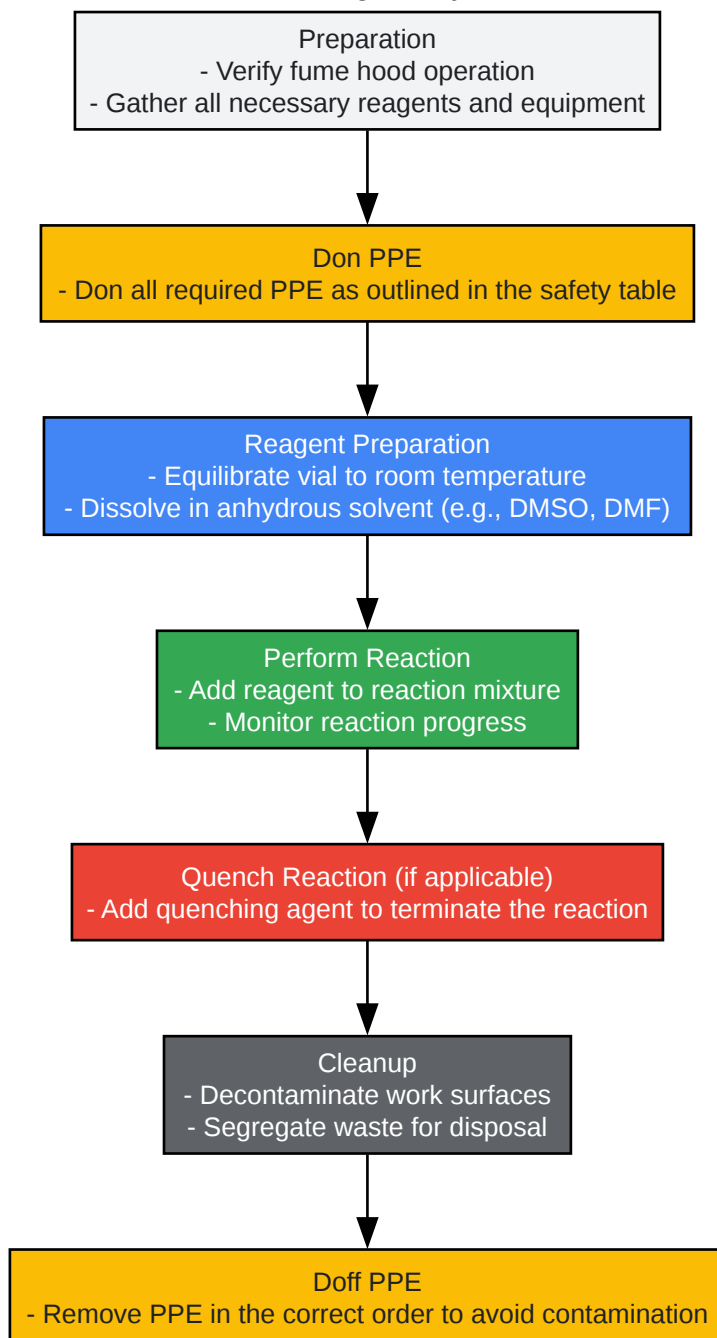 Preparation
- Verify fume hood operation
- Gather all necessary reagents and equipment
Don PPE
- Don all required PPE as outlined in the safety table
Reagent Preparation
- Equilibrate vial to room temperature
- Dissolve in anhydrous solvent (e.g., DMSO, DMF)
Perform Reaction
- Add reagent to reaction mixture
- Monitor reaction progress
Quench Reaction (if applicable)
- Add quenching agent to terminate the reaction
Cleanup
- Decontaminate work surfaces
- Segregate waste for disposal
Doff PPE
- Remove PPE in the correct order to avoid contamination